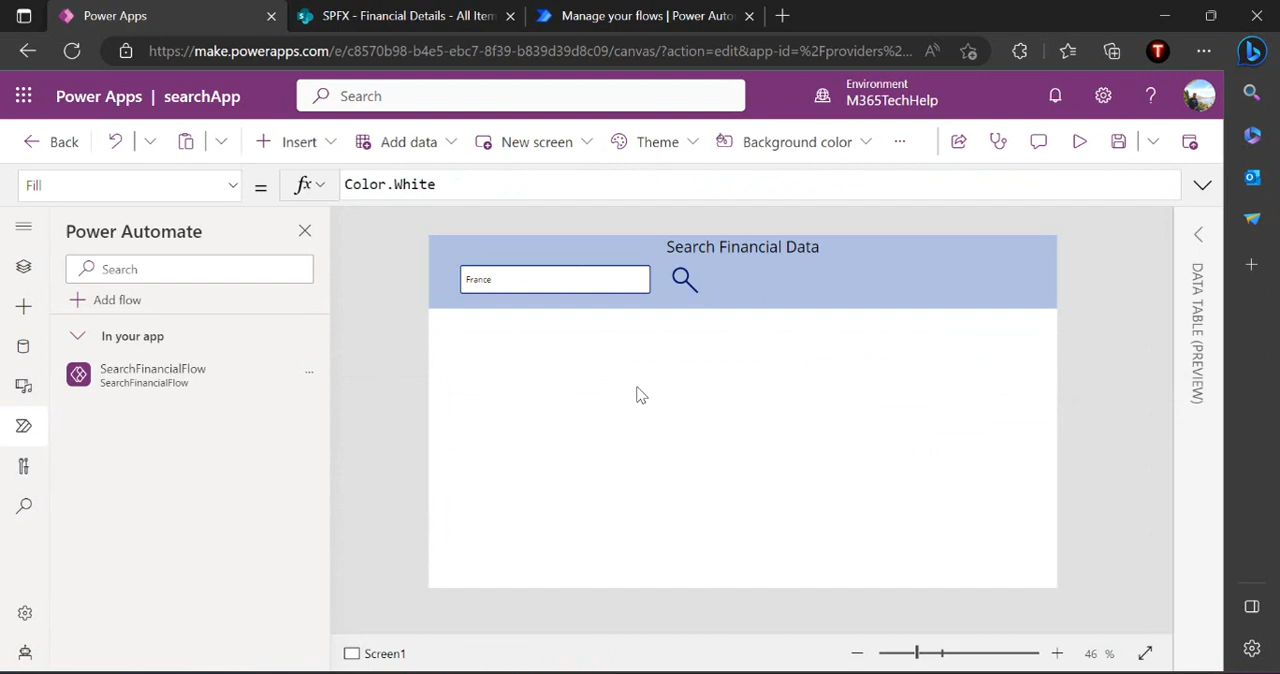 Power Apps
SPFX - Financial Details - All Item
Manage your flows | Power Auto
https://make.powerapps.com/e/c8570b98-b4e5-ebc7-8f39-b839d39d8c09/canvas/?action=edit&app-id=%2Fproviders%2...
Power Apps | searchApp
Search
Environment
M365TechHelp
Back
Insert
Add data
New screen
Theme
Background color
...
Fill
=
fx
Color.White
Power Automate
Search
Add flow
In your app
SearchFinancialFlow
SearchFinancialFlow
...
Search Financial Data
France
DATA TABLE (PREVIEW)
Screen1
46 %